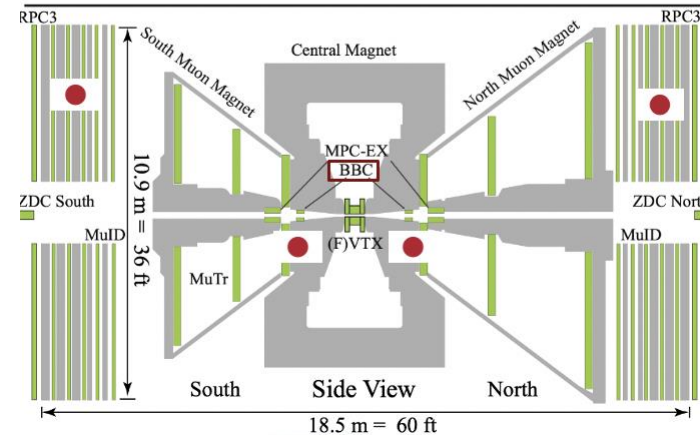 RPC3
RPC3
South Muon Magnet
Central Magnet
North Muon Magnet
MPC-EX
BBC
ZDC South
ZDC Nort
MuID
MuID
10.9 m = 36 ft
(F)VTX
MuTr
South
Side View
North
18.5 m = 60 ft